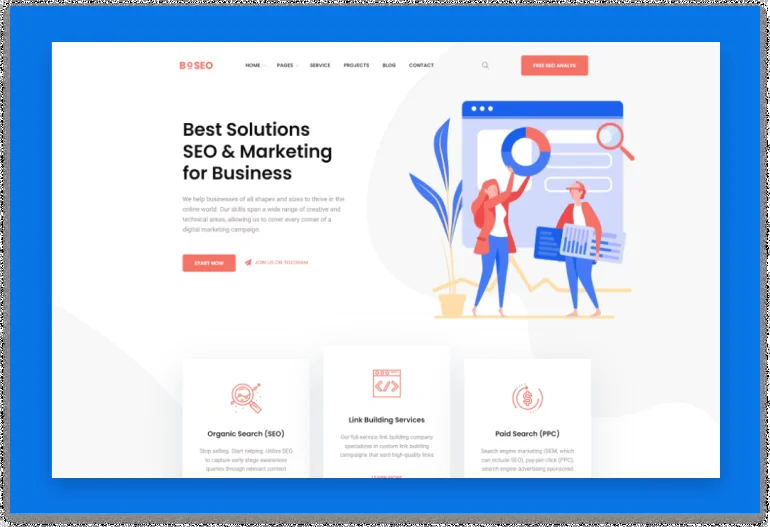 BOSEO
HOME PAGES SERVICE PROJECTS BLOG CONTACT
FREE SEO ANALYS
Best Solutions
SEO & Marketing
for Business
We help businesses of all shapes and sizes to thrive in the
online world. Our skills span a wide range of creative and
technical areas, allowing us to cover every corner of a
digital marketing campaign.
START NOW
JOIN US ON TELEGRAM
Organic Search (SEO)
Stop selling. Start helping. Utilize SEO
to capture early stage awareness
queries through relevant content
Link Building Services
Our full-service link building company
specializes in custom link building
campaigns that earn high-quality links
LEARN MORE
Paid Search (PPC)
Search engine marketing (SEM, which
can include SEO), pay-per-click (PPC),
search engine advertising sponsored